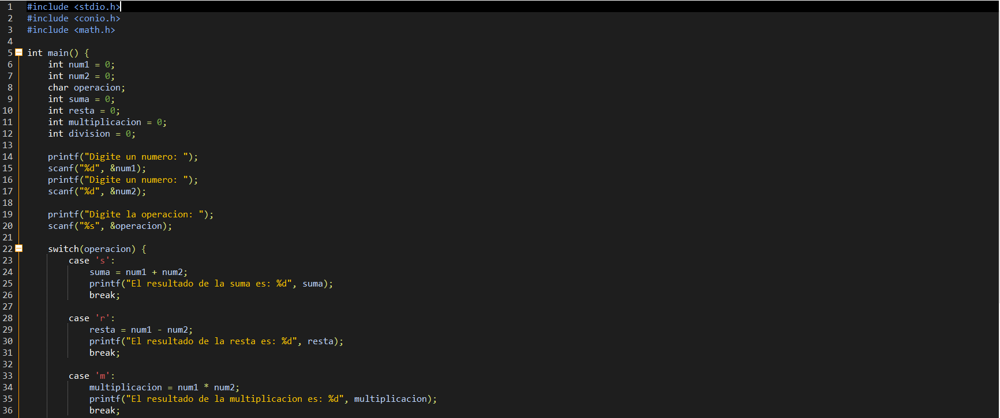 1 #include <stdio.h>
2 #include <conio.h>
3 #include <math.h>
4
5 int main() {
6     int num1 = 0;
7     int num2 = 0;
8     char operacion;
9     int suma = 0;
10     int resta = 0;
11     int multiplicacion = 0;
12     int division = 0;
13
14     printf("Digite un numero: ");
15     scanf("%d", &num1);
16     printf("Digite un numero: ");
17     scanf("%d", &num2);
18
19     printf("Digite la operacion: ");
20     scanf("%s", &operacion);
21
22     switch(operacion) {
23         case 's':
24             suma = num1 + num2;
25             printf("El resultado de la suma es: %d", suma);
26             break;
27
28         case 'r':
29             resta = num1 - num2;
30             printf("El resultado de la resta es: %d", resta);
31             break;
32
33         case 'm':
34             multiplicacion = num1 * num2;
35             printf("El resultado de la multiplicacion es: %d", multiplicacion);
36             break;